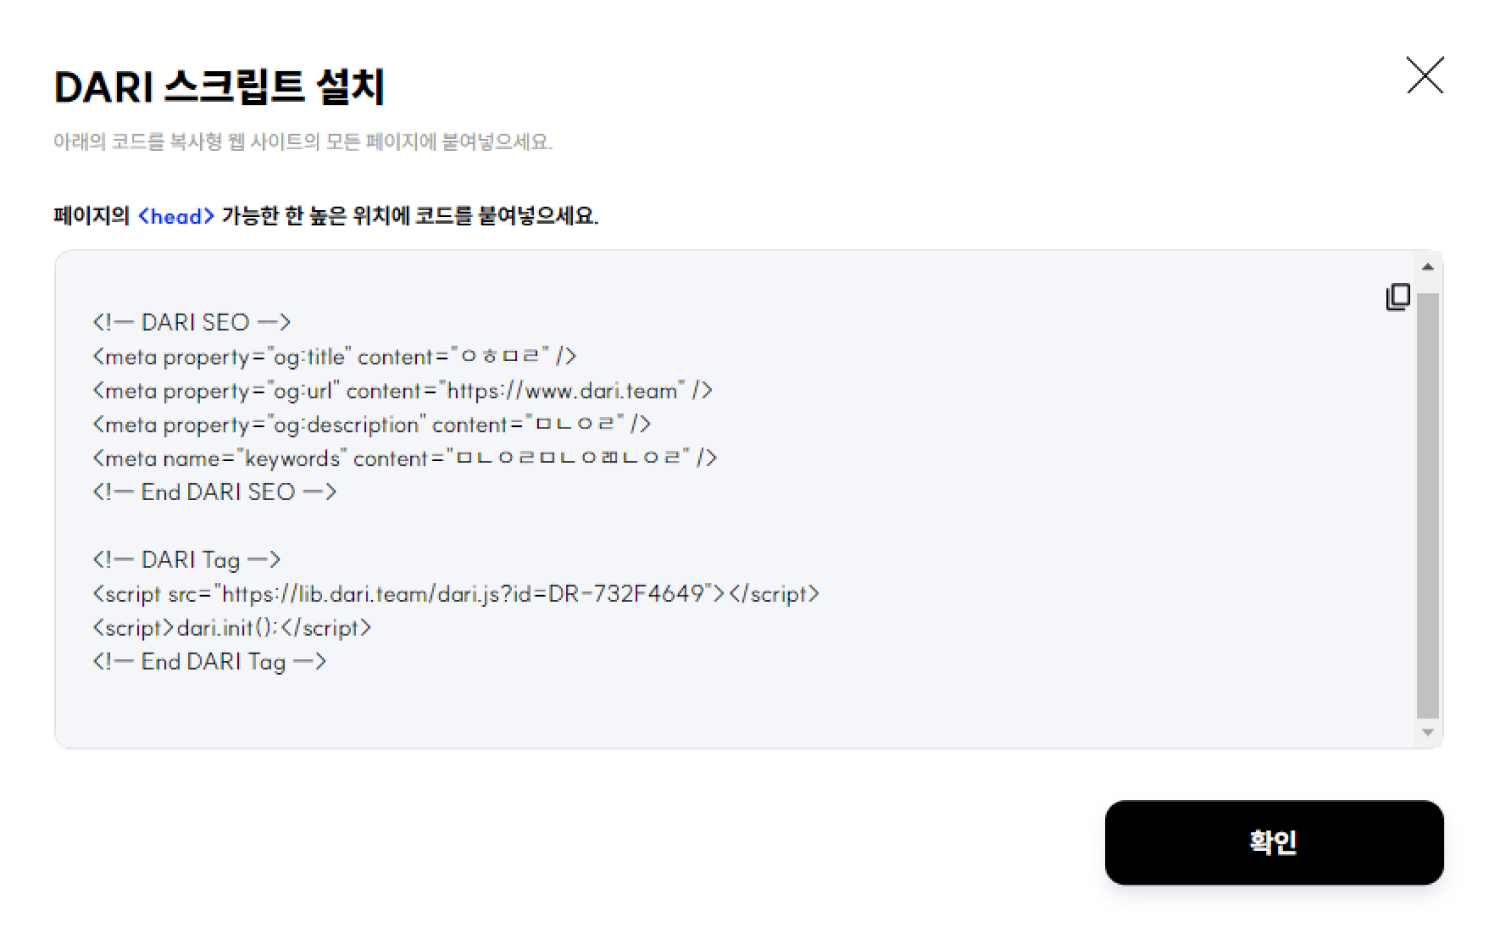 DARI 스크립트 설치
아래의 코드를 복사형 웹 사이트의 모든 페이지에 붙여넣으세요.
페이지의 <head> 가능한 한 높은 위치에 코드를 붙여넣으세요.
<!-- DARI SEO -->
<meta property="og:title" content="ㅇㅎㅁㄹ" />
<meta property="og:url" content="https://www.dari.team" />
<meta property="og:description" content="ㅁㄴㅇㄹ" />
<meta name="keywords" content="ㅁㄴㅇㄹㅁㄴㅇㄻㄴㅇㄹ" />
<!-- End DARI SEO -->
<!-- DARI Tag -->
<script src="https://lib.dari.team/dari.js?id=DR-732F4649"></script>
<script>dari.init();</script>
<!-- End DARI Tag -->
확인